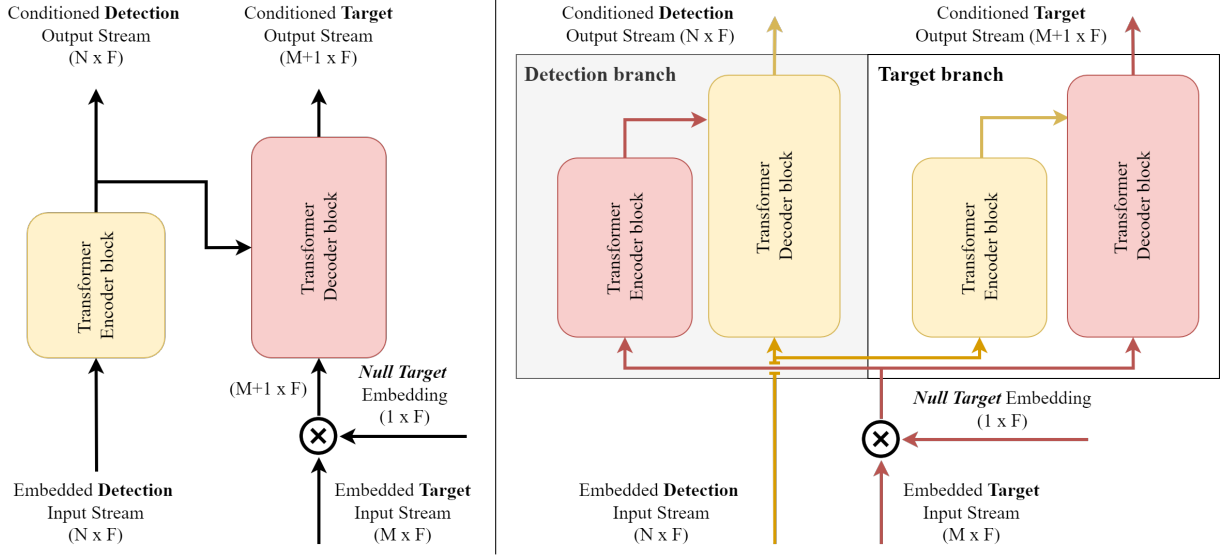 Conditioned Detection
Output Stream
(N x F)
Conditioned Target
Output Stream
(M+1 x F)
Transformer
Encoder block
Transformer
Decoder block
(M+1 x F)
Null Target
Embedding
(1 x F)
Embedded Detection
Input Stream
(N x F)
Embedded Target
Input Stream
(M x F)
Conditioned Detection
Output Stream (N x F)
Conditioned Target
Output Stream (M+1 x F)
Detection branch
Target branch
Transformer
Encoder block
Transformer
Decoder block
Transformer
Encoder block
Transformer
Decoder block
Null Target Embedding
(1 x F)
Embedded Detection
Input Stream
(N x F)
Embedded Target
Input Stream
(M x F)